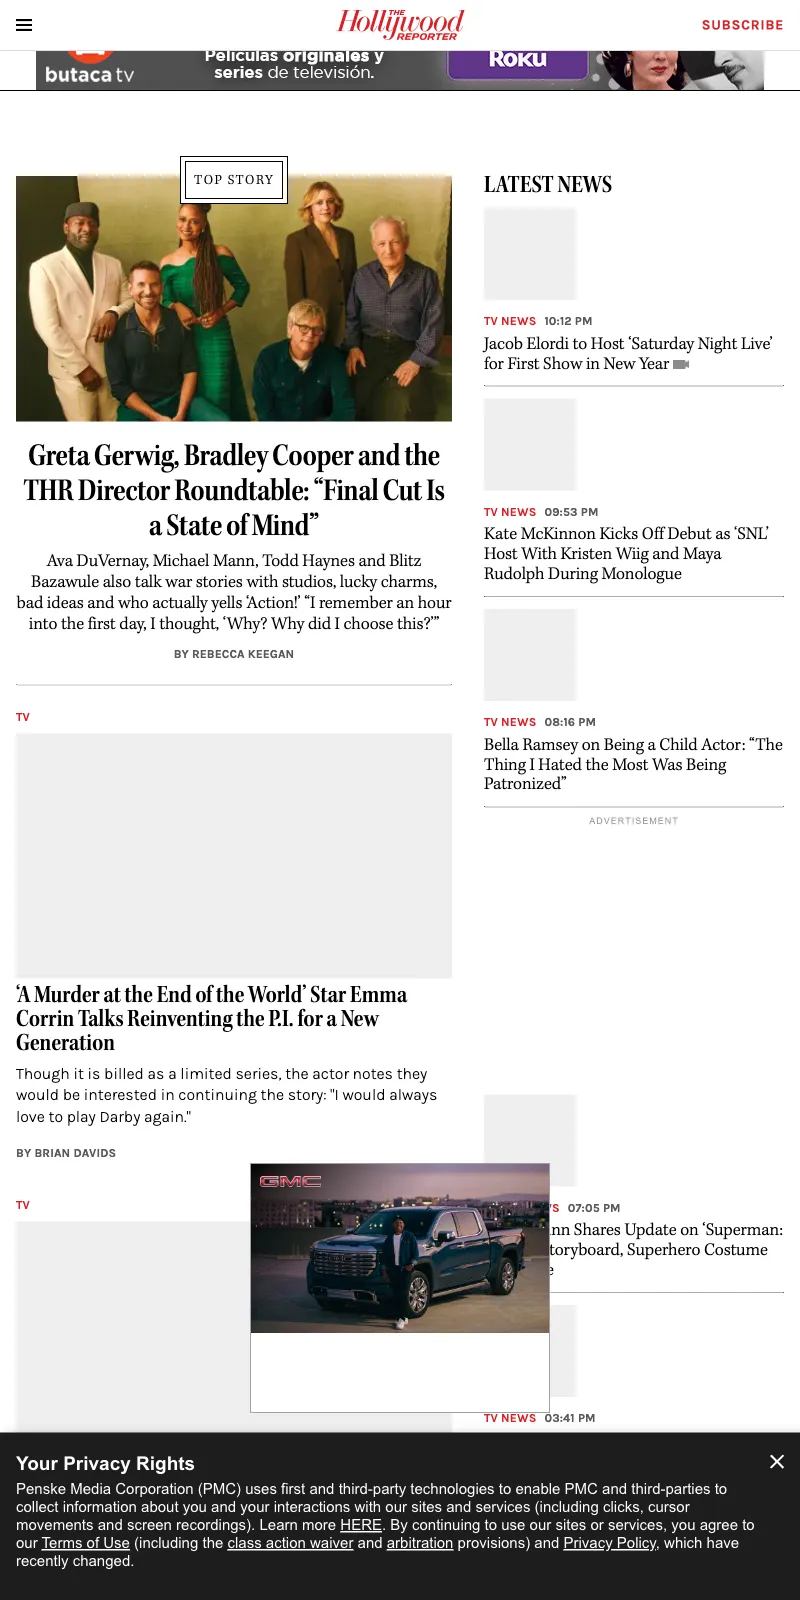 THE
Hollywood
REPORTER
SUBSCRIBE
butaca tv
Películas originales y
series de televisión.
Roku
TOP STORY
Greta Gerwig, Bradley Cooper and the
THR Director Roundtable: “Final Cut Is
a State of Mind”
Ava DuVernay, Michael Mann, Todd Haynes and Blitz
Bazawule also talk war stories with studios, lucky charms,
bad ideas and who actually yells ‘Action!’ “I remember an hour
into the first day, I thought, ‘Why? Why did I choose this?’”
BY REBECCA KEEGAN
TV
‘A Murder at the End of the World’ Star Emma
Corrin Talks Reinventing the P.I. for a New
Generation
Though it is billed as a limited series, the actor notes they
would be interested in continuing the story: "I would always
love to play Darby again."
BY BRIAN DAVIDS
TV
LATEST NEWS
TV NEWS 10:12 PM
Jacob Elordi to Host ‘Saturday Night Live’
for First Show in New Year
TV NEWS 09:53 PM
Kate McKinnon Kicks Off Debut as ‘SNL’
Host With Kristen Wiig and Maya
Rudolph During Monologue
TV NEWS 08:16 PM
Bella Ramsey on Being a Child Actor: “The
Thing I Hated the Most Was Being
Patronized”
ADVERTISEMENT
07:05 PM
Shares Update on ‘Superman:
Superhero Costume
TV NEWS 03:41 PM
GMC
Your Privacy Rights
Penske Media Corporation (PMC) uses first and third-party technologies to enable PMC and third-parties to
collect information about you and your interactions with our sites and services (including clicks, cursor
movements and screen recordings). Learn more HERE. By continuing to use our sites or services, you agree to
our Terms of Use (including the class action waiver and arbitration provisions) and Privacy Policy, which have
recently changed.